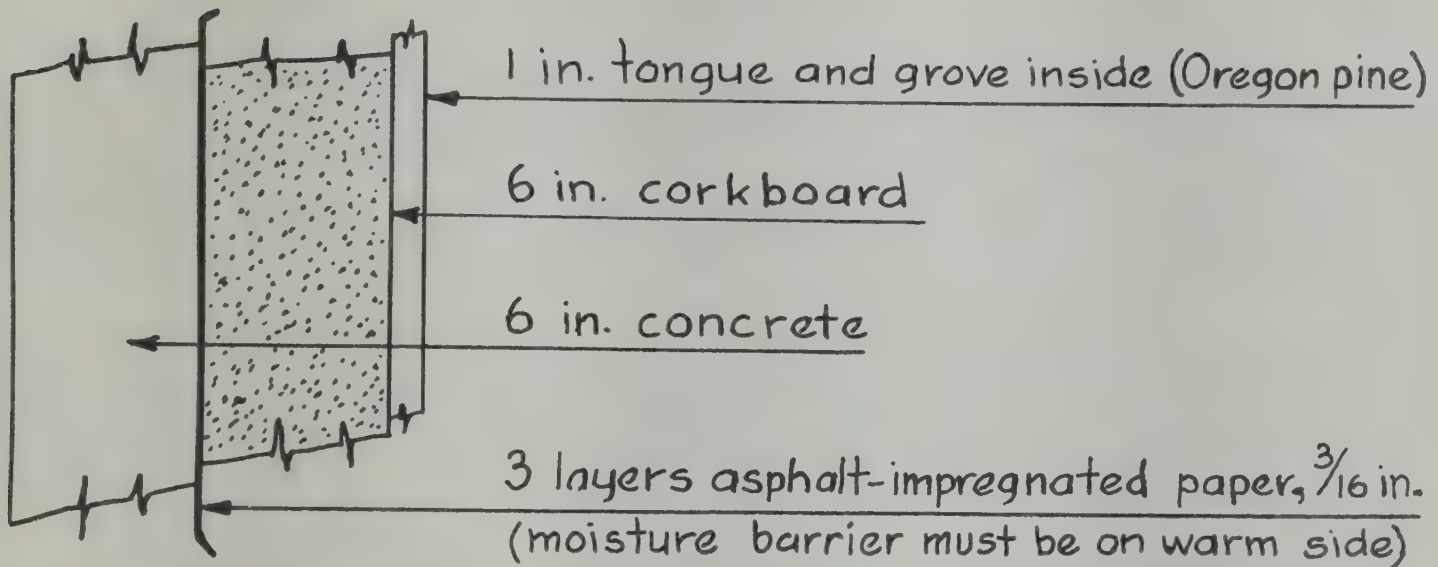 1 in. tongue and grove inside (Oregon pine)
6 in. corkboard
6 in. concrete
3 layers asphalt-impregnated paper, 3/16 in.
(moisture barrier must be on warm side)